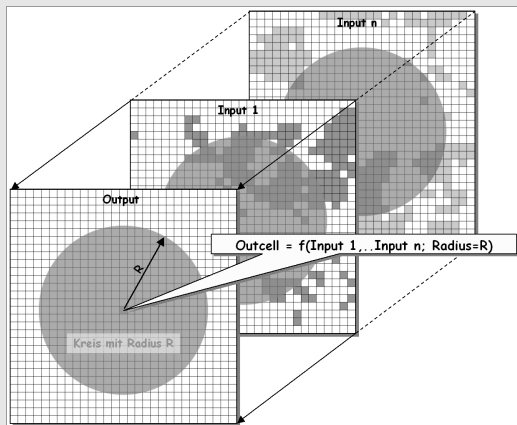 Input n
Input 1
Output
Outcell = f(Input 1,..Input n; Radius=R)
R
Kreis mit Radius R